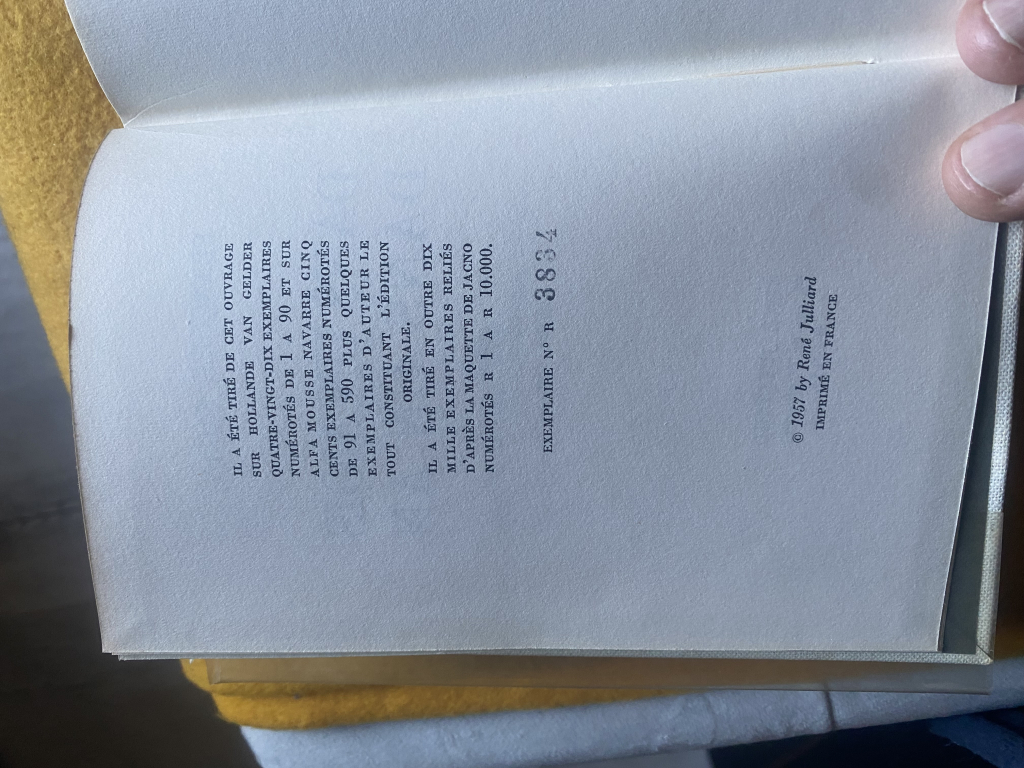 IL A ÉTÉ TIRÉ DE CET OUVRAGE
SUR HOLLANDE VAN GELDER
QUATRE-VINGT-DIX EXEMPLAIRES
NUMÉROTÉS DE 1 A 90 ET SUR
ALFA MOUSSE NAVARRE CINQ
CENTS EXEMPLAIRES NUMÉROTÉS
DE 91 A 590 PLUS QUELQUES
EXEMPLAIRES D'AUTEUR LE
TOUT CONSTITUANT L'ÉDITION
ORIGINALE.
IL A ÉTÉ TIRÉ EN OUTRE DIX
MILLE EXEMPLAIRES RELIÉS
D'APRÈS LA MAQUETTE DE JACNO
NUMÉROTÉS R 1 A R 10.000.
EXEMPLAIRE N° R 3834
© 1957 by René Julliard
IMPRIMÉ EN FRANCE